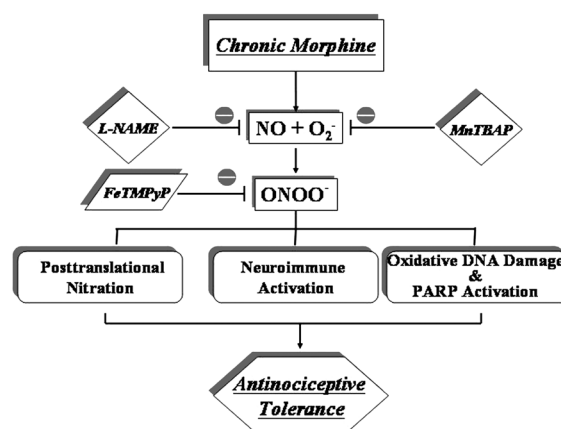 Chronic Morphine
L-NAME
NO + O₂⁻
MnTBAP
FeTMPyP
ONOO⁻
Posttranslational
Nitration
Neuroimmune
Activation
Oxidative DNA Damage
&
PARP Activation
Antinociceptive
Tolerance